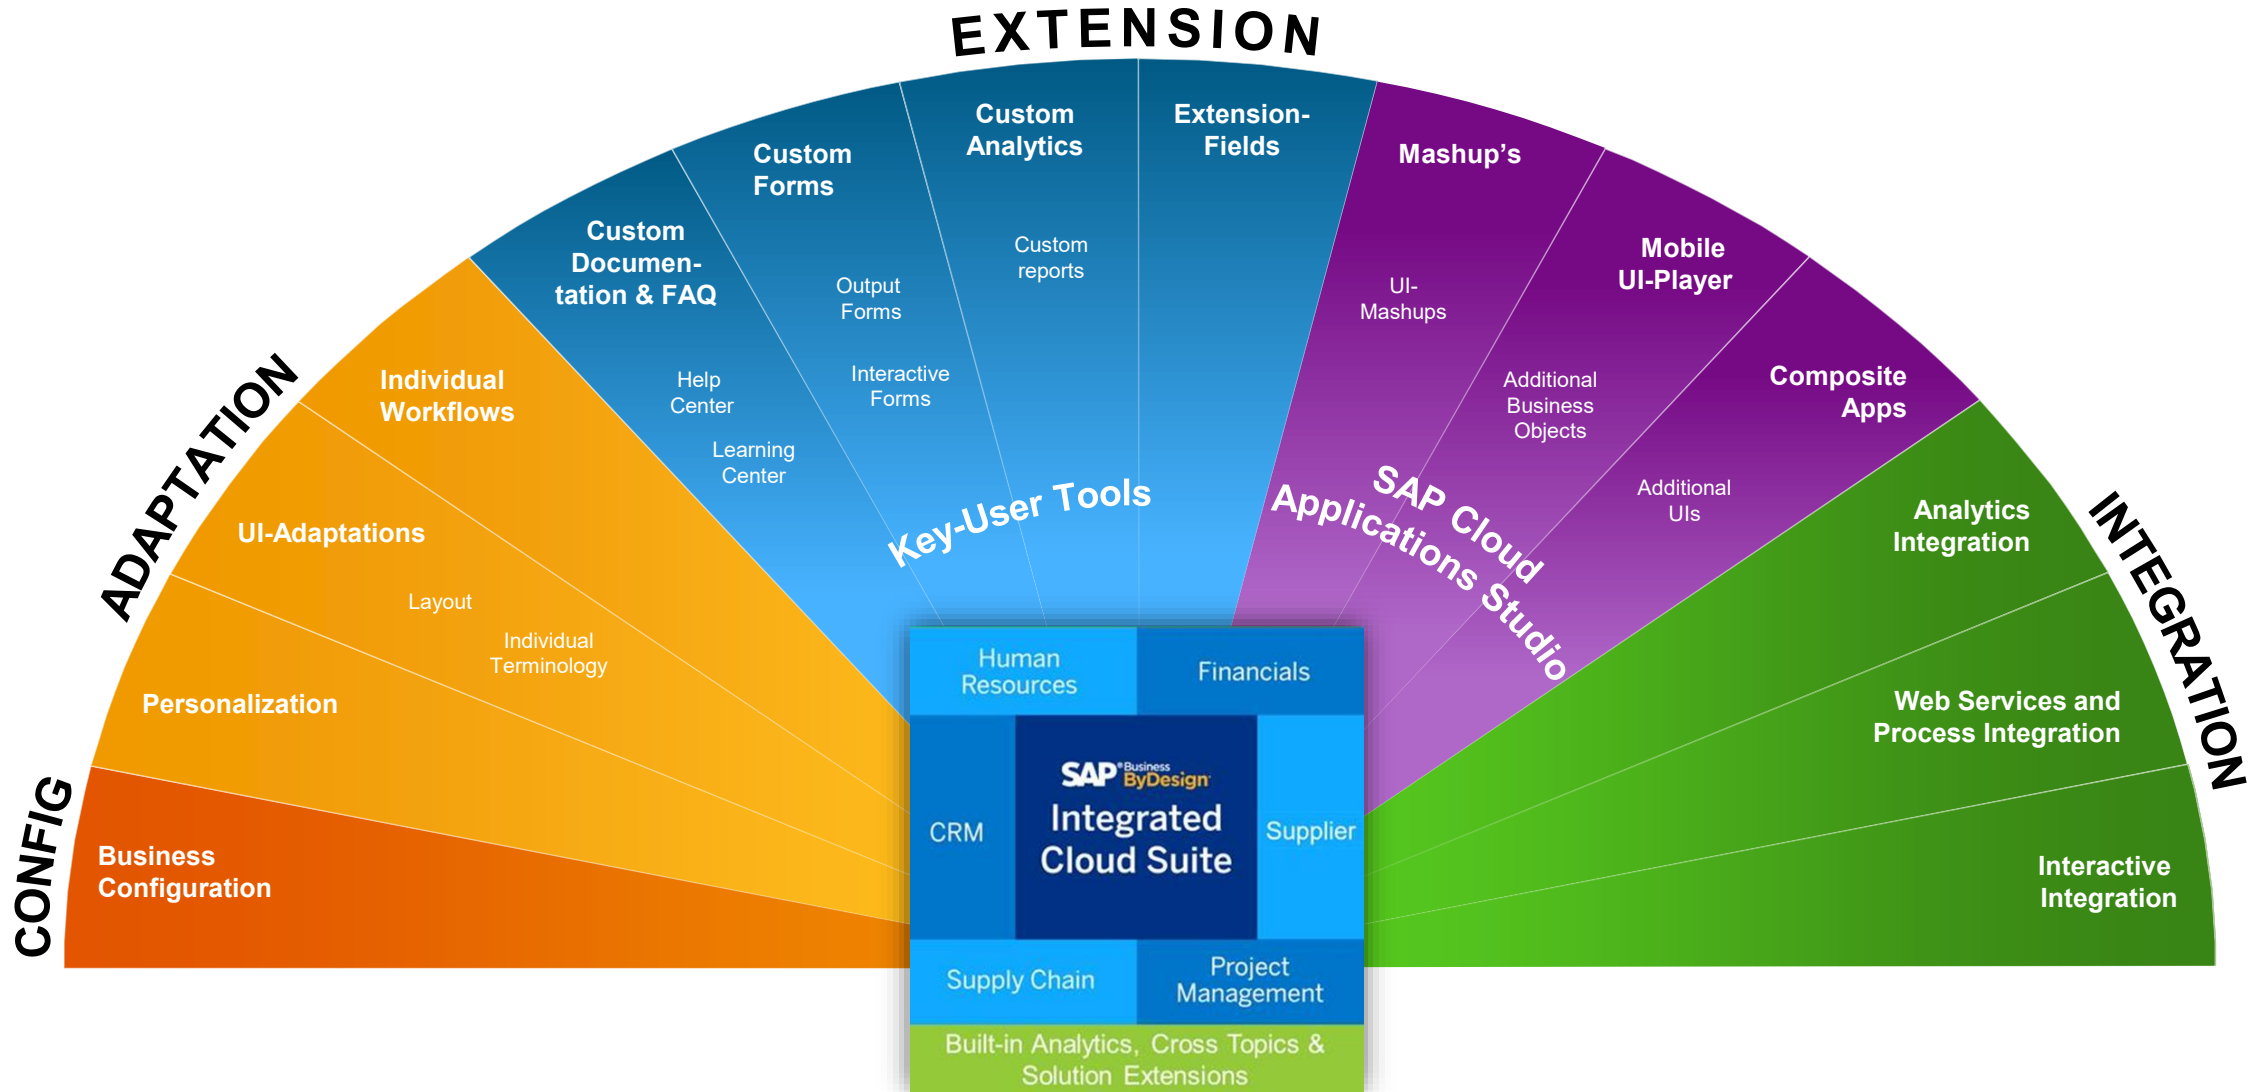 EXTENSION
ADAPTATION
CONFIG
INTEGRATION
Business
Configuration
Personalization
UI-Adaptations
Layout
Individual
Terminology
Individual
Workflows
Custom
Documen-
tation & FAQ
Help
Center
Learning
Center
Custom
Forms
Output
Forms
Interactive
Forms
Custom
Analytics
Custom
reports
Extension-
Fields
Key-User Tools
Mashup’s
UI-
Mashups
Mobile
UI-Player
Additional
Business
Objects
Composite
Apps
Additional
UIs
SAP Cloud
Applications Studio
Analytics
Integration
Web Services and
Process Integration
Interactive
Integration
Human
Resources
Financials
CRM
SAP® Business
ByDesign
Integrated
Cloud Suite
Supplier
Supply Chain
Project
Management
Built-in Analytics, Cross Topics &
Solution Extensions